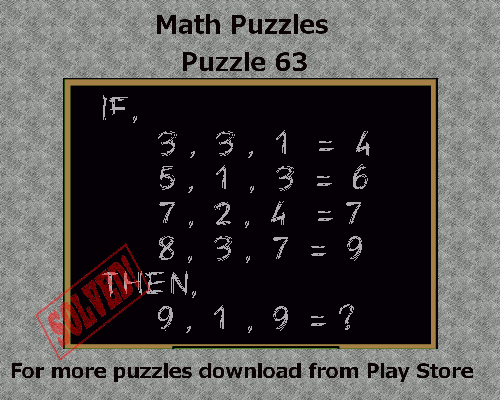 Math Puzzles
Puzzle 63
IF,
3 , 3 , 1 = 4
5 , 1 , 3 = 6
7 , 2 , 4 = 7
8 , 3 , 7 = 9
THEN,
SOLVED!
9 , 1 , 9 = ?
For more puzzles download from Play Store